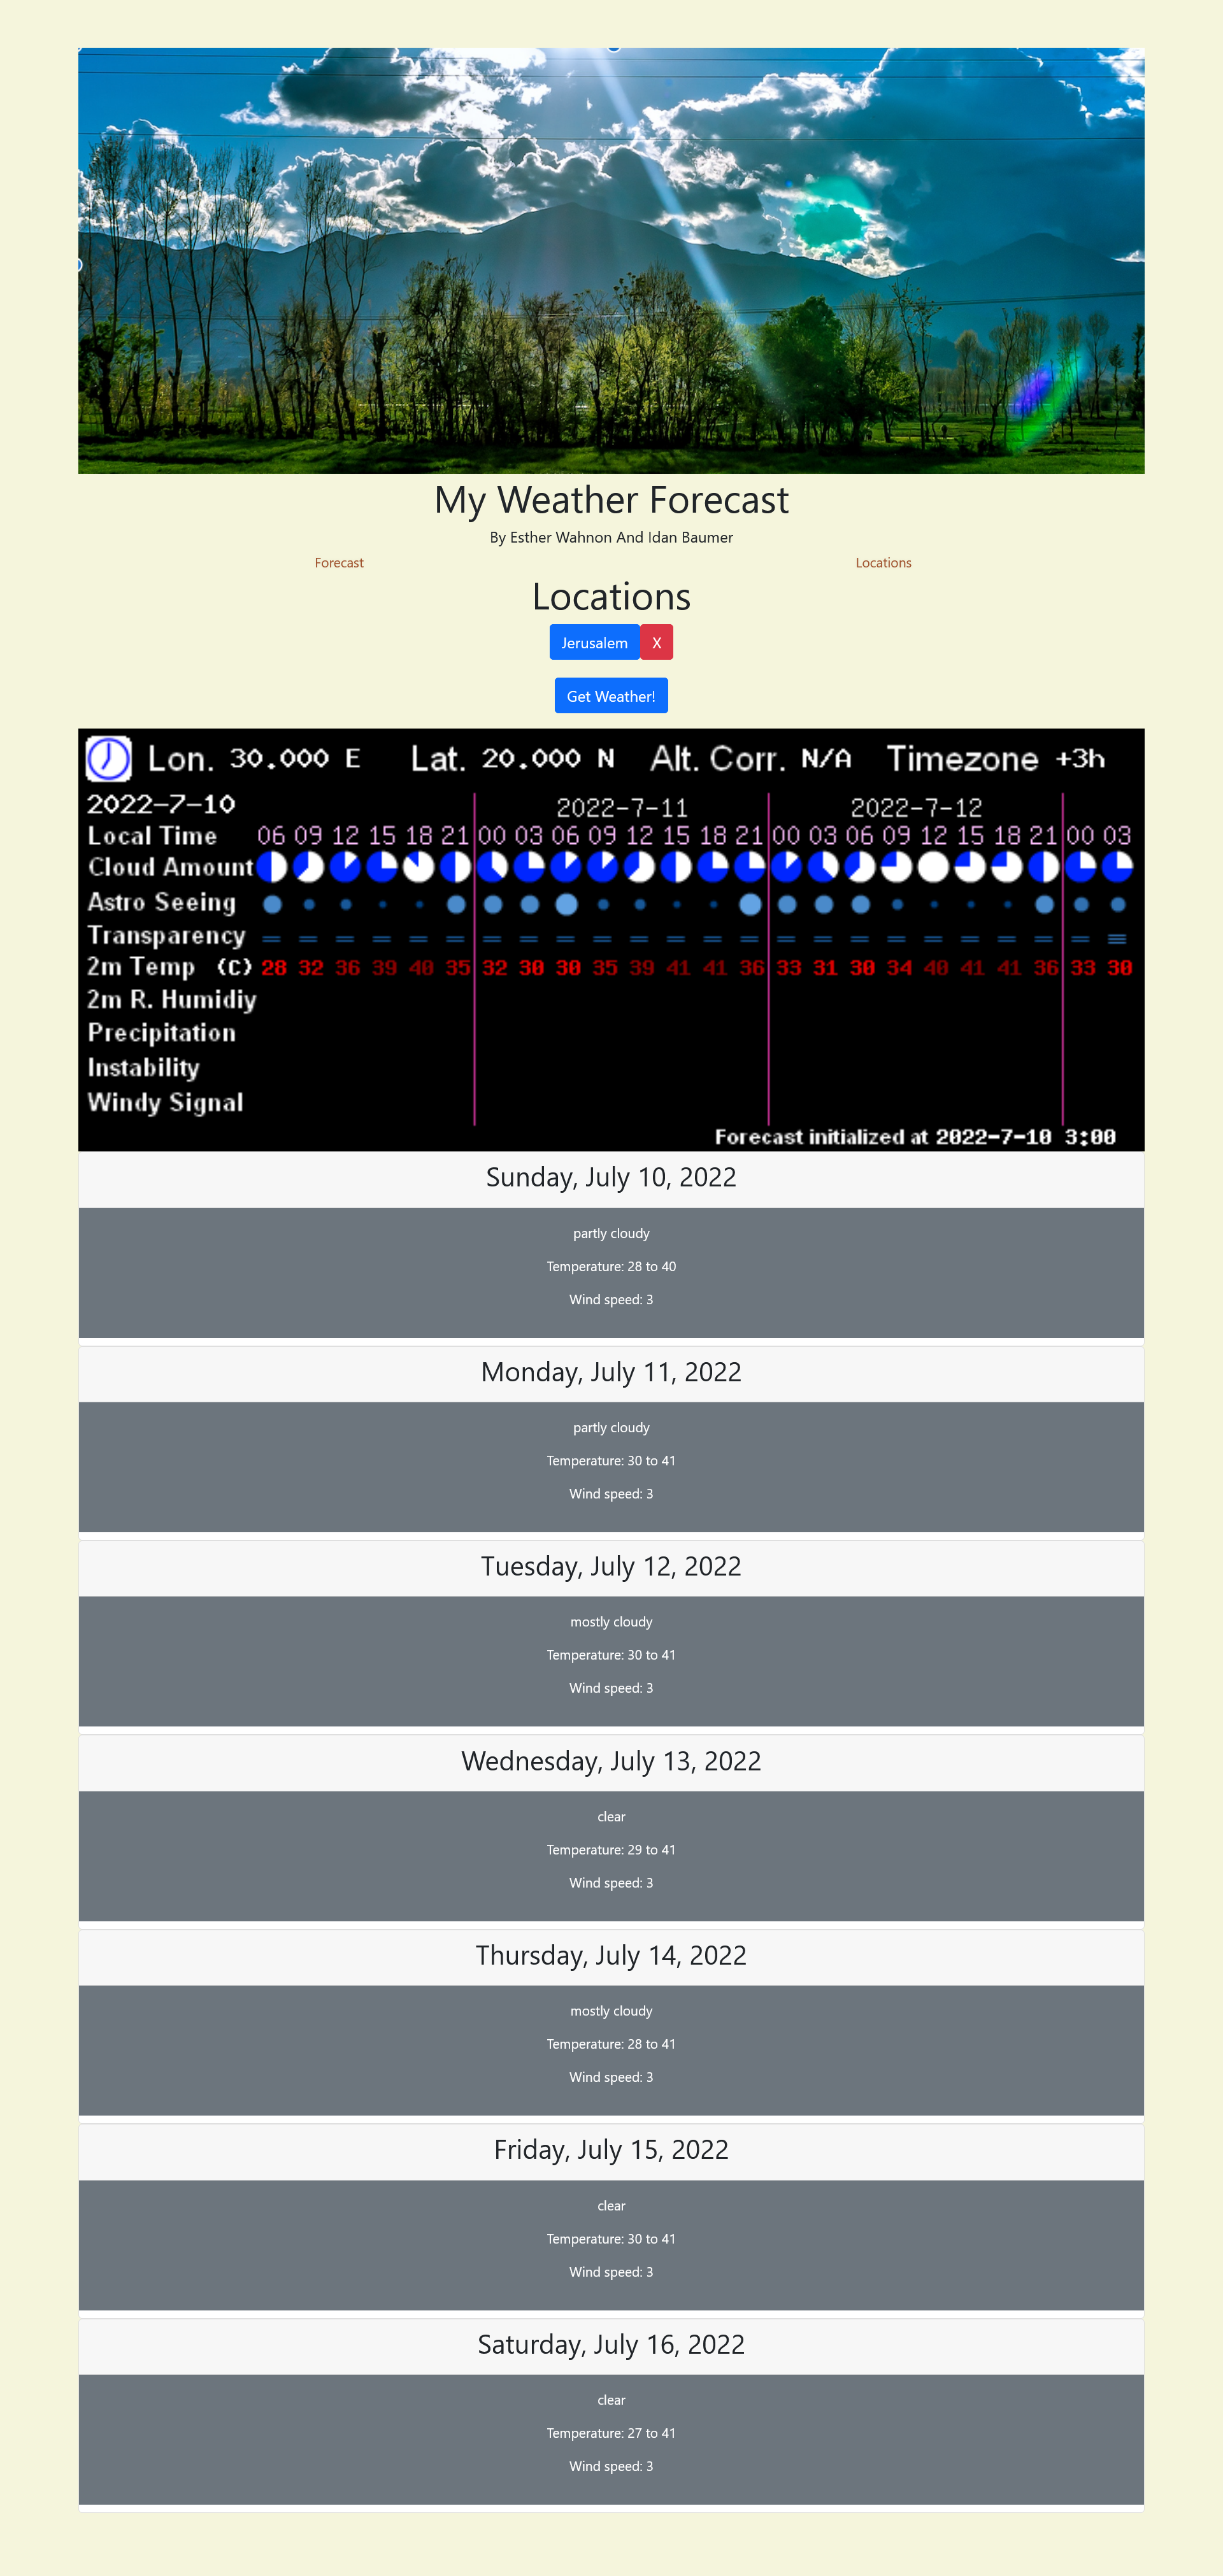 My Weather Forecast
By Esther Wahnon And Idan Baumer
Forecast Locations
Locations
Jerusalem X
Get Weather!
Lon. 30.000 E Lat. 20.000 N Alt. Corr. N/A Timezone +3h
2022-7-10 2022-7-11 2022-7-12
Local Time 06 09 12 15 18 21 00 03 06 09 12 15 18 21 00 03 06 09 12 15 18 21 00 03
Cloud Amount
Astro Seeing
Transparency
2m Temp (C) 28 32 36 39 40 35 32 30 30 35 39 41 41 36 33 31 30 34 40 41 41 36 33 30
2m R. Humidiy
Precipitation
Instability
Windy Signal
Forecast initialized at 2022-7-10 3:00
Sunday, July 10, 2022
partly cloudy
Temperature: 28 to 40
Wind speed: 3
Monday, July 11, 2022
partly cloudy
Temperature: 30 to 41
Wind speed: 3
Tuesday, July 12, 2022
mostly cloudy
Temperature: 30 to 41
Wind speed: 3
Wednesday, July 13, 2022
clear
Temperature: 29 to 41
Wind speed: 3
Thursday, July 14, 2022
mostly cloudy
Temperature: 28 to 41
Wind speed: 3
Friday, July 15, 2022
clear
Temperature: 30 to 41
Wind speed: 3
Saturday, July 16, 2022
clear
Temperature: 27 to 41
Wind speed: 3